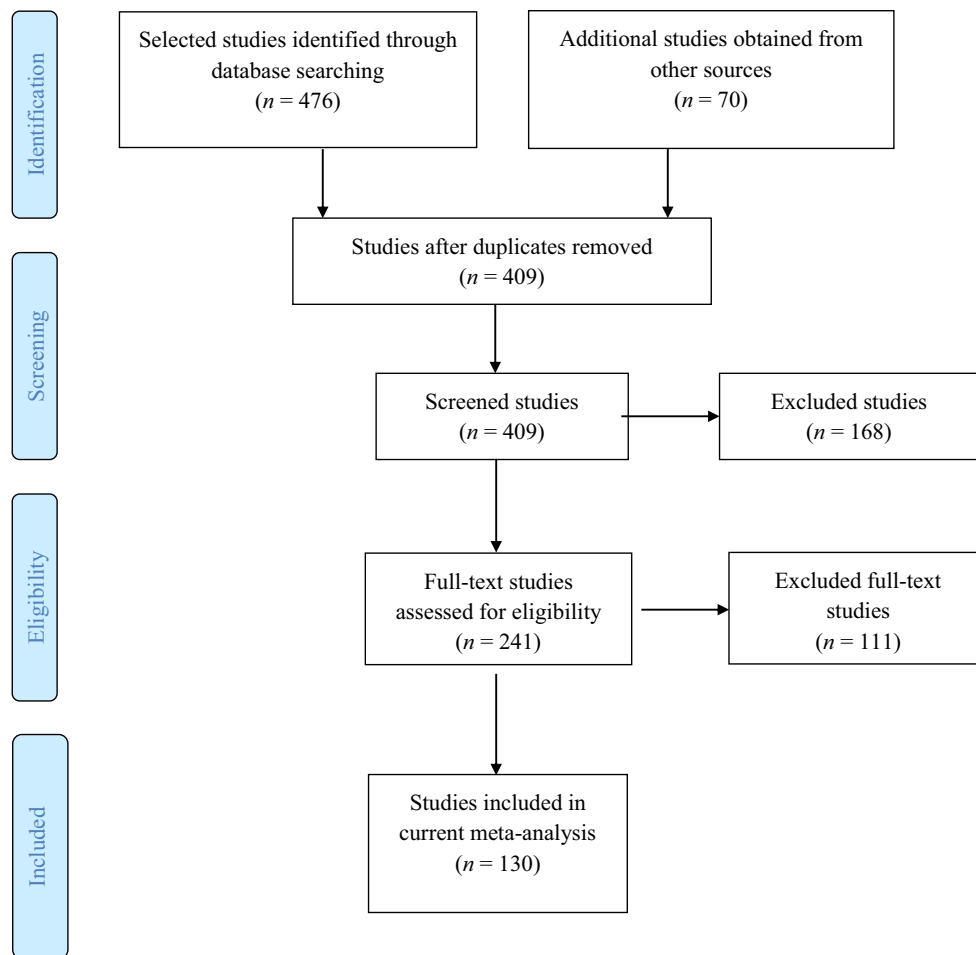 Identification
Selected studies identified through
database searching
(n = 476)
Additional studies obtained from
other sources
(n = 70)
Studies after duplicates removed
(n = 409)
Screening
Screened studies
(n = 409)
Excluded studies
(n = 168)
Eligibility
Full-text studies
assessed for eligibility
(n = 241)
Excluded full-text
studies
(n = 111)
Included
Studies included in
current meta-analysis
(n = 130)